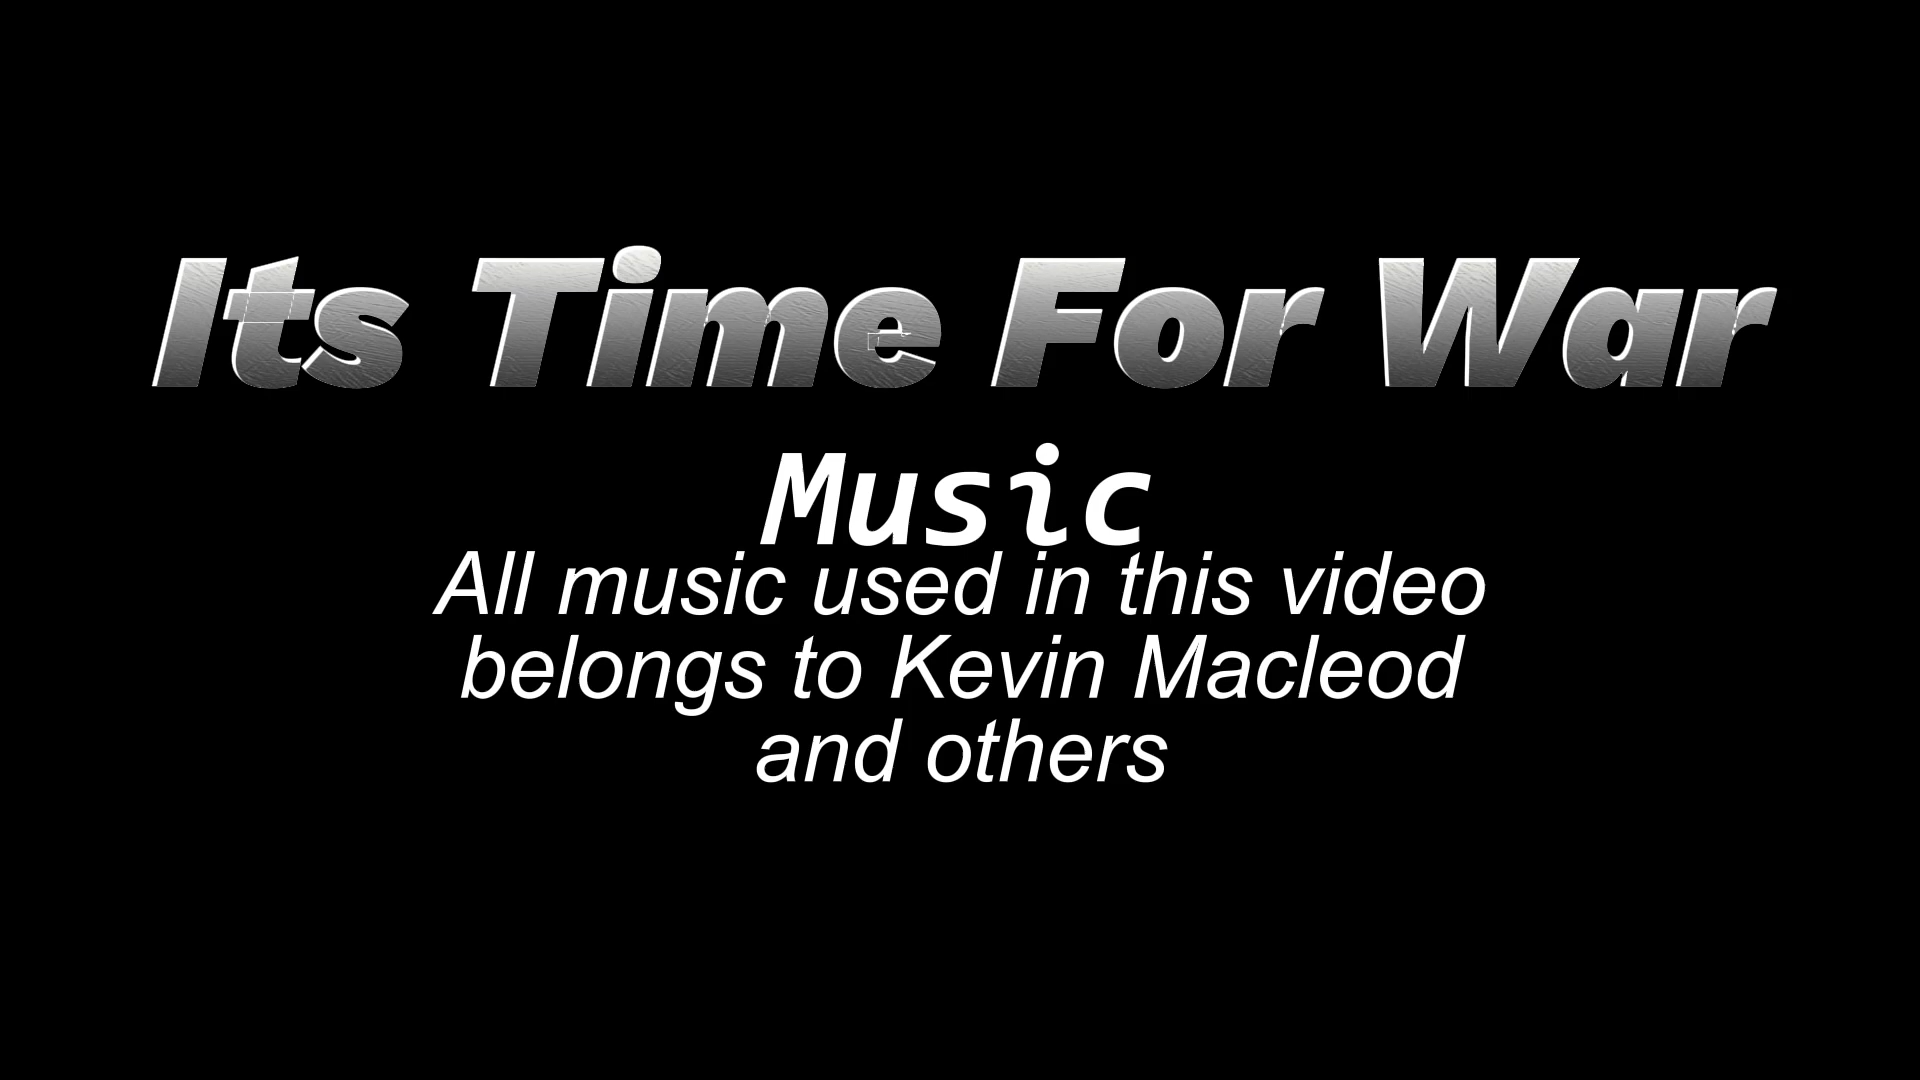 Its Time For War
Music
All music used in this video
belongs to Kevin Macleod
and others